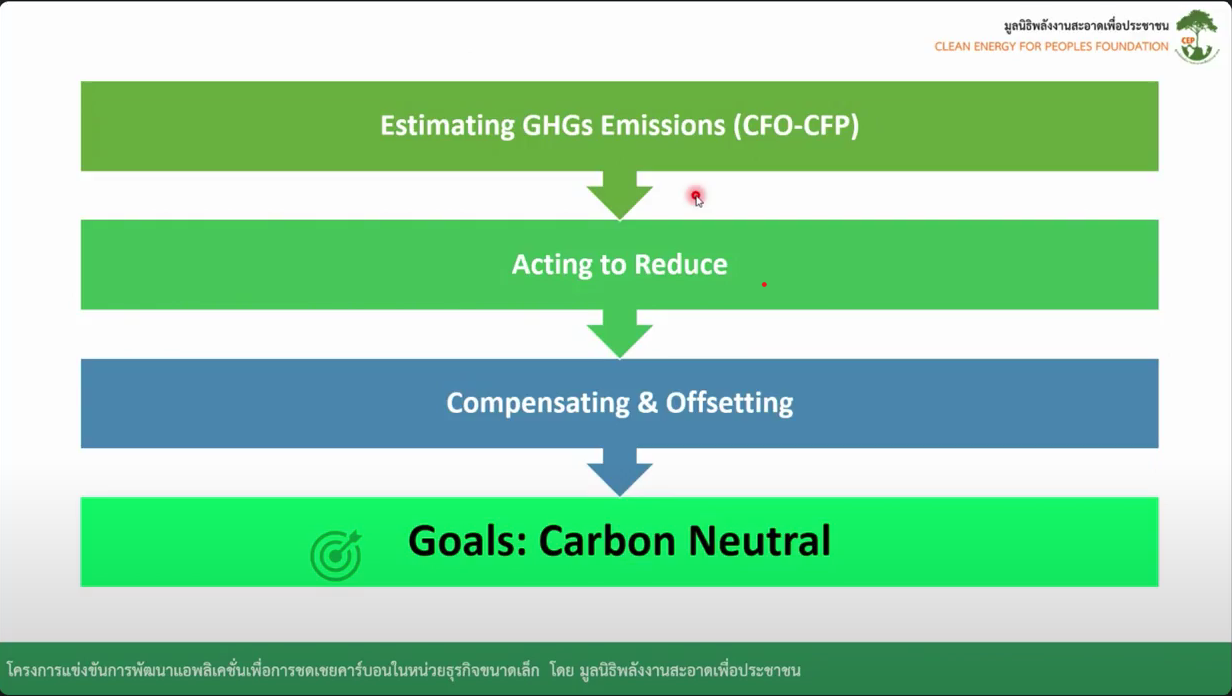 มูลนิธิพลังงานสะอาดเพื่อประชาชน
CLEAN ENERGY FOR PEOPLES FOUNDATION
CEP
Estimating GHGs Emissions (CFO-CFP)
Acting to Reduce
Compensating & Offsetting
Goals: Carbon Neutral
โครงการแข่งขันการพัฒนาแอพลิเคชั่นเพื่อการชดเชยคาร์บอนในหน่วยธุรกิจขนาดเล็ก โดย มูลนิธิพลังงานสะอาดเพื่อประชาชน